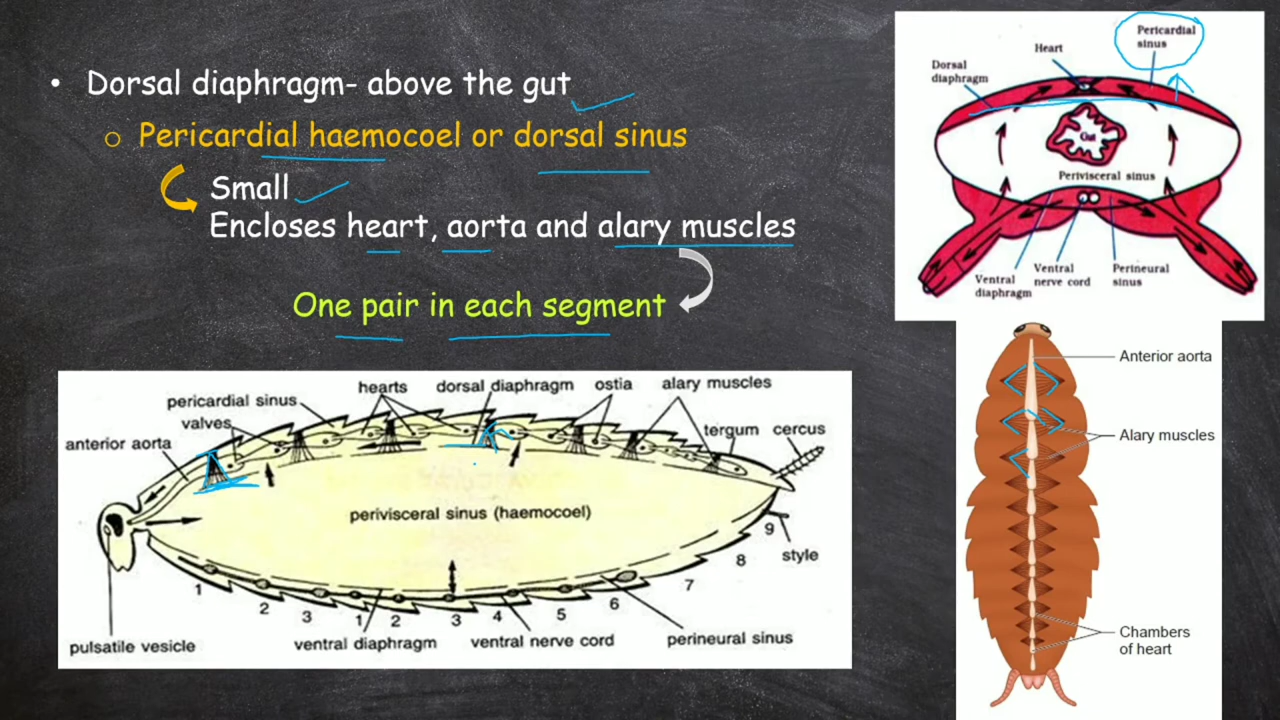 • Dorsal diaphragm- above the gut
o Pericardial haemocoel or dorsal sinus
Small
Encloses heart, aorta and alary muscles
One pair in each segment
Pericardial
sinus
Heart
Dorsal
diaphragm
Gut
Perivisceral sinus
Ventral
diaphragm
Ventral
nerve cord
Perineural
sinus
hearts
dorsal diaphragm
ostia
alary muscles
pericardial sinus
valves
anterior aorta
tergum
cercus
perivisceral sinus (haemocoel)
9
style
8
7
1
2
3
1
2
3
4
5
6
pulsatile vesicle
ventral diaphragm
ventral nerve cord
perineural sinus
Anterior aorta
Alary muscles
Chambers
of heart